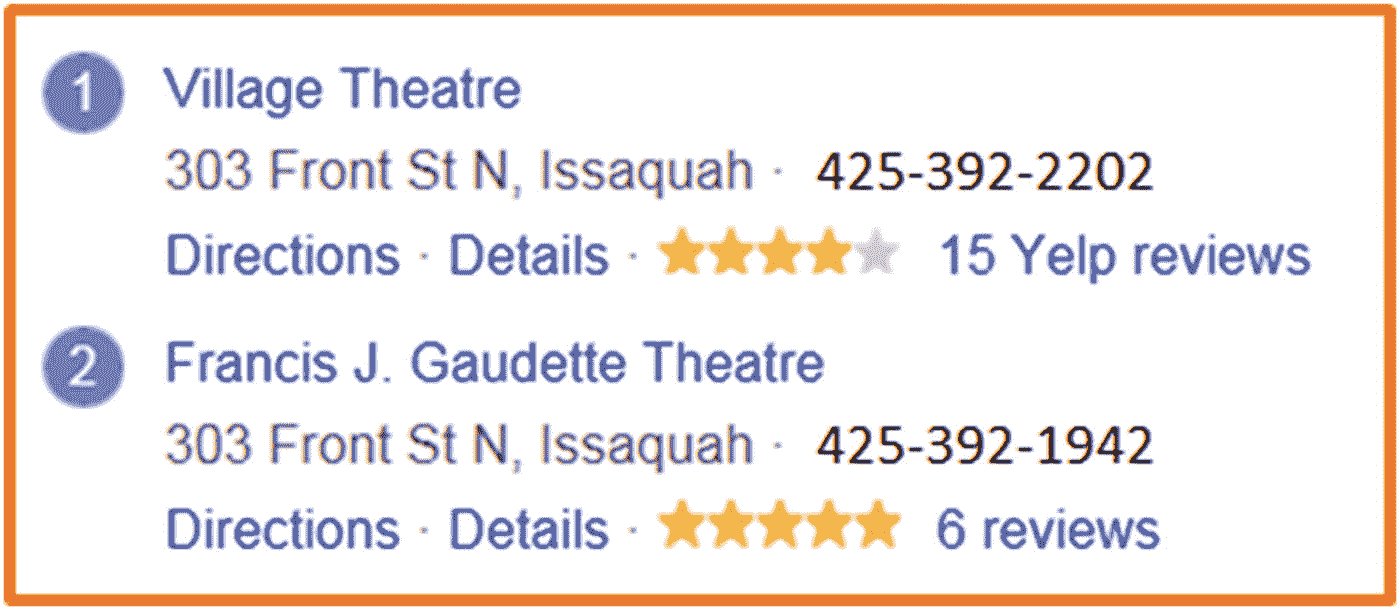 1 Village Theatre
303 Front St N, Issaquah · 425-392-2202
Directions · Details · 15 Yelp reviews
2 Francis J. Gaudette Theatre
303 Front St N, Issaquah · 425-392-1942
Directions · Details · 6 reviews